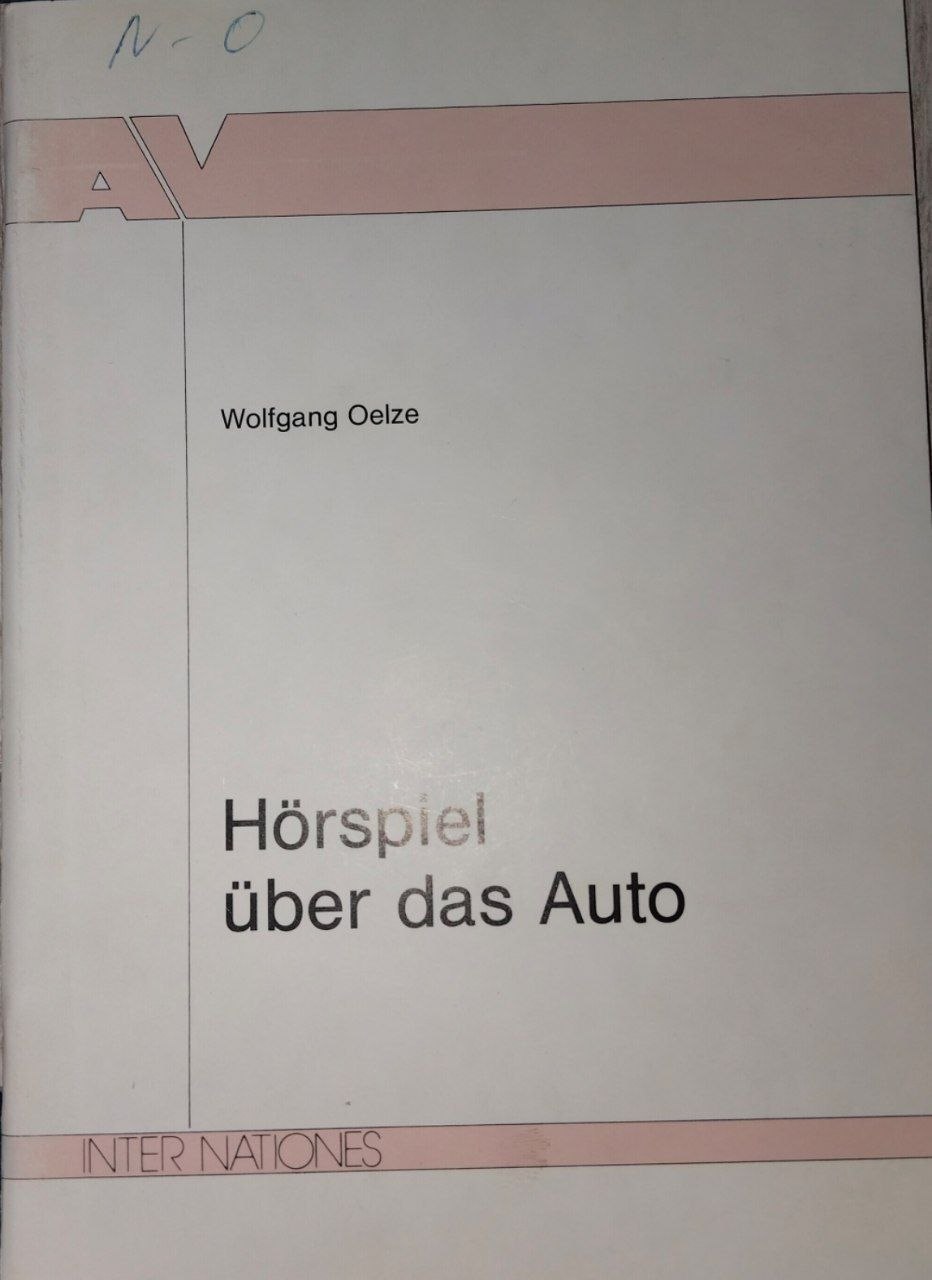 N - O
AV
Wolfgang Oelze
Hörspiel
über das Auto
INTER NATIONES